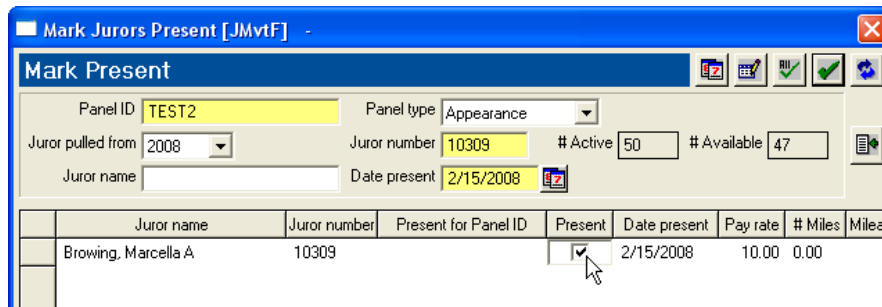 Mark Jurors Present [JMvtF] -
Mark Present
Panel ID TEST2 Panel type Appearance
Juror pulled from 2008 Juror number 10309 # Active 50 # Available 47
Juror name Date present 2/15/2008
Juror name Juror number Present for Panel ID Present Date present Pay rate # Miles Milea
Browing, Marcella A 10309 2/15/2008 10.00 0.00